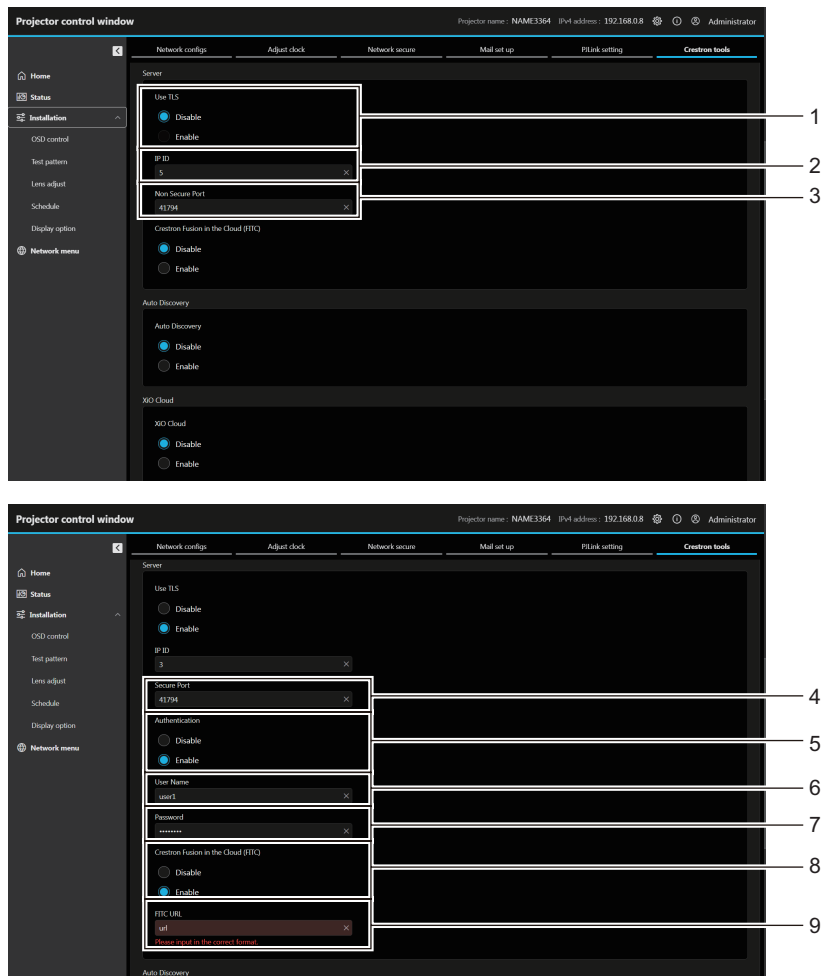 Projector control window Projector name : NAME3364 IPv4 address : 192.168.0.8 Administrator
Network configs Adjust clock Network secure Mail set up PJLink setting Crestron tools
Home
Status
Installation
OSD control
Test pattern
Lens adjust
Schedule
Display option
Network menu
Server
Use TLS
Disable
Enable
1
IP ID
5
2
Non Secure Port
41794
3
Crestron Fusion in the Cloud (FITC)
Disable
Enable
Auto Discovery
Auto Discovery
Disable
Enable
XiO Cloud
XiO Cloud
Disable
Enable
Projector control window Projector name : NAME3364 IPv4 address : 192.168.0.8 Administrator
Network configs Adjust clock Network secure Mail set up PJLink setting Crestron tools
Home
Status
Installation
OSD control
Test pattern
Lens adjust
Schedule
Display option
Network menu
Server
Use TLS
Disable
Enable
IP ID
3
Secure Port
41794
4
Authentication
Disable
Enable
5
User Name
user1
6
Password
••••••••
7
Crestron Fusion in the Cloud (FITC)
Disable
Enable
8
FITC URL
url
Please input in the correct format.
9
Auto Discovery